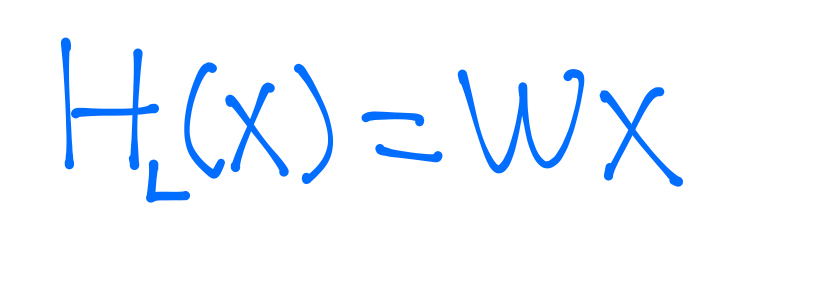 H_L(x) = Wx